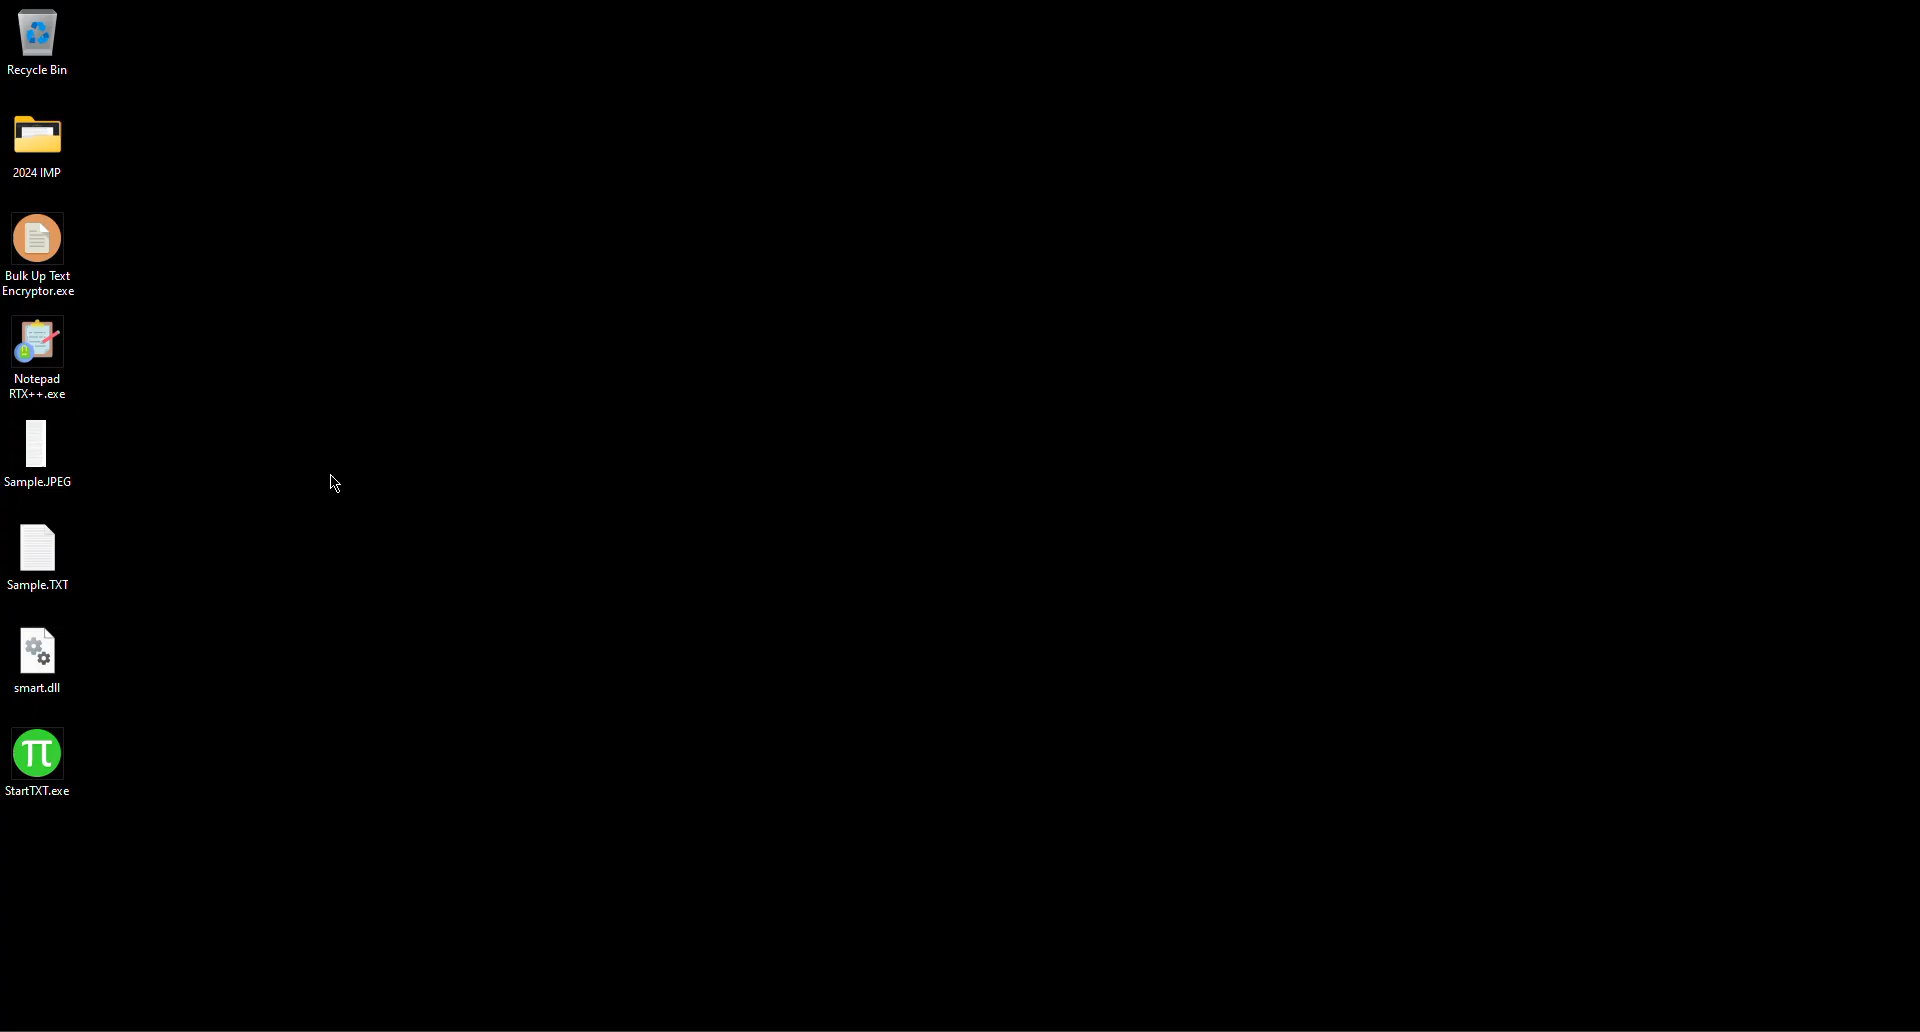 Recycle Bin
2024 IMP
Bulk Up Text
Encryptor.exe
Notepad
RTX++.exe
Sample.JPEG
Sample.TXT
smart.dll
π
StartTXT.exe